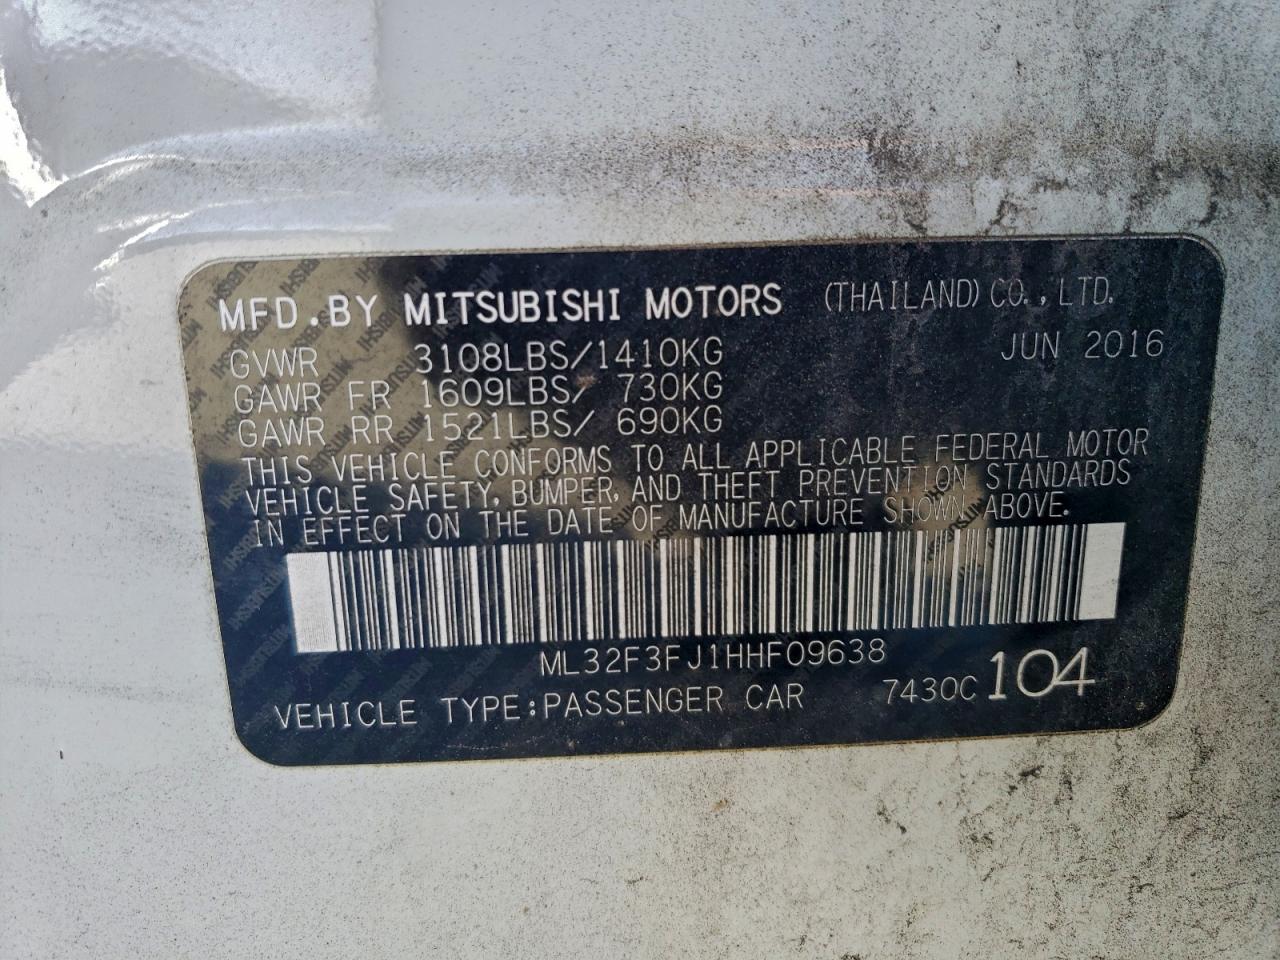 MFD.BY MITSUBISHI MOTORS (THAILAND) CO.,LTD.
GVWR 3108LBS/1410KG JUN 2016
GAWR FR 1609LBS/ 730KG
GAWR RR 1521LBS/ 690KG
THIS VEHICLE CONFORMS TO ALL APPLICABLE FEDERAL MOTOR
VEHICLE SAFETY, BUMPER, AND THEFT PREVENTION STANDARDS
IN EFFECT ON THE DATE OF MANUFACTURE SHOWN ABOVE.
ML32F3FJ1HHF09638
VEHICLE TYPE:PASSENGER CAR 7430C 104